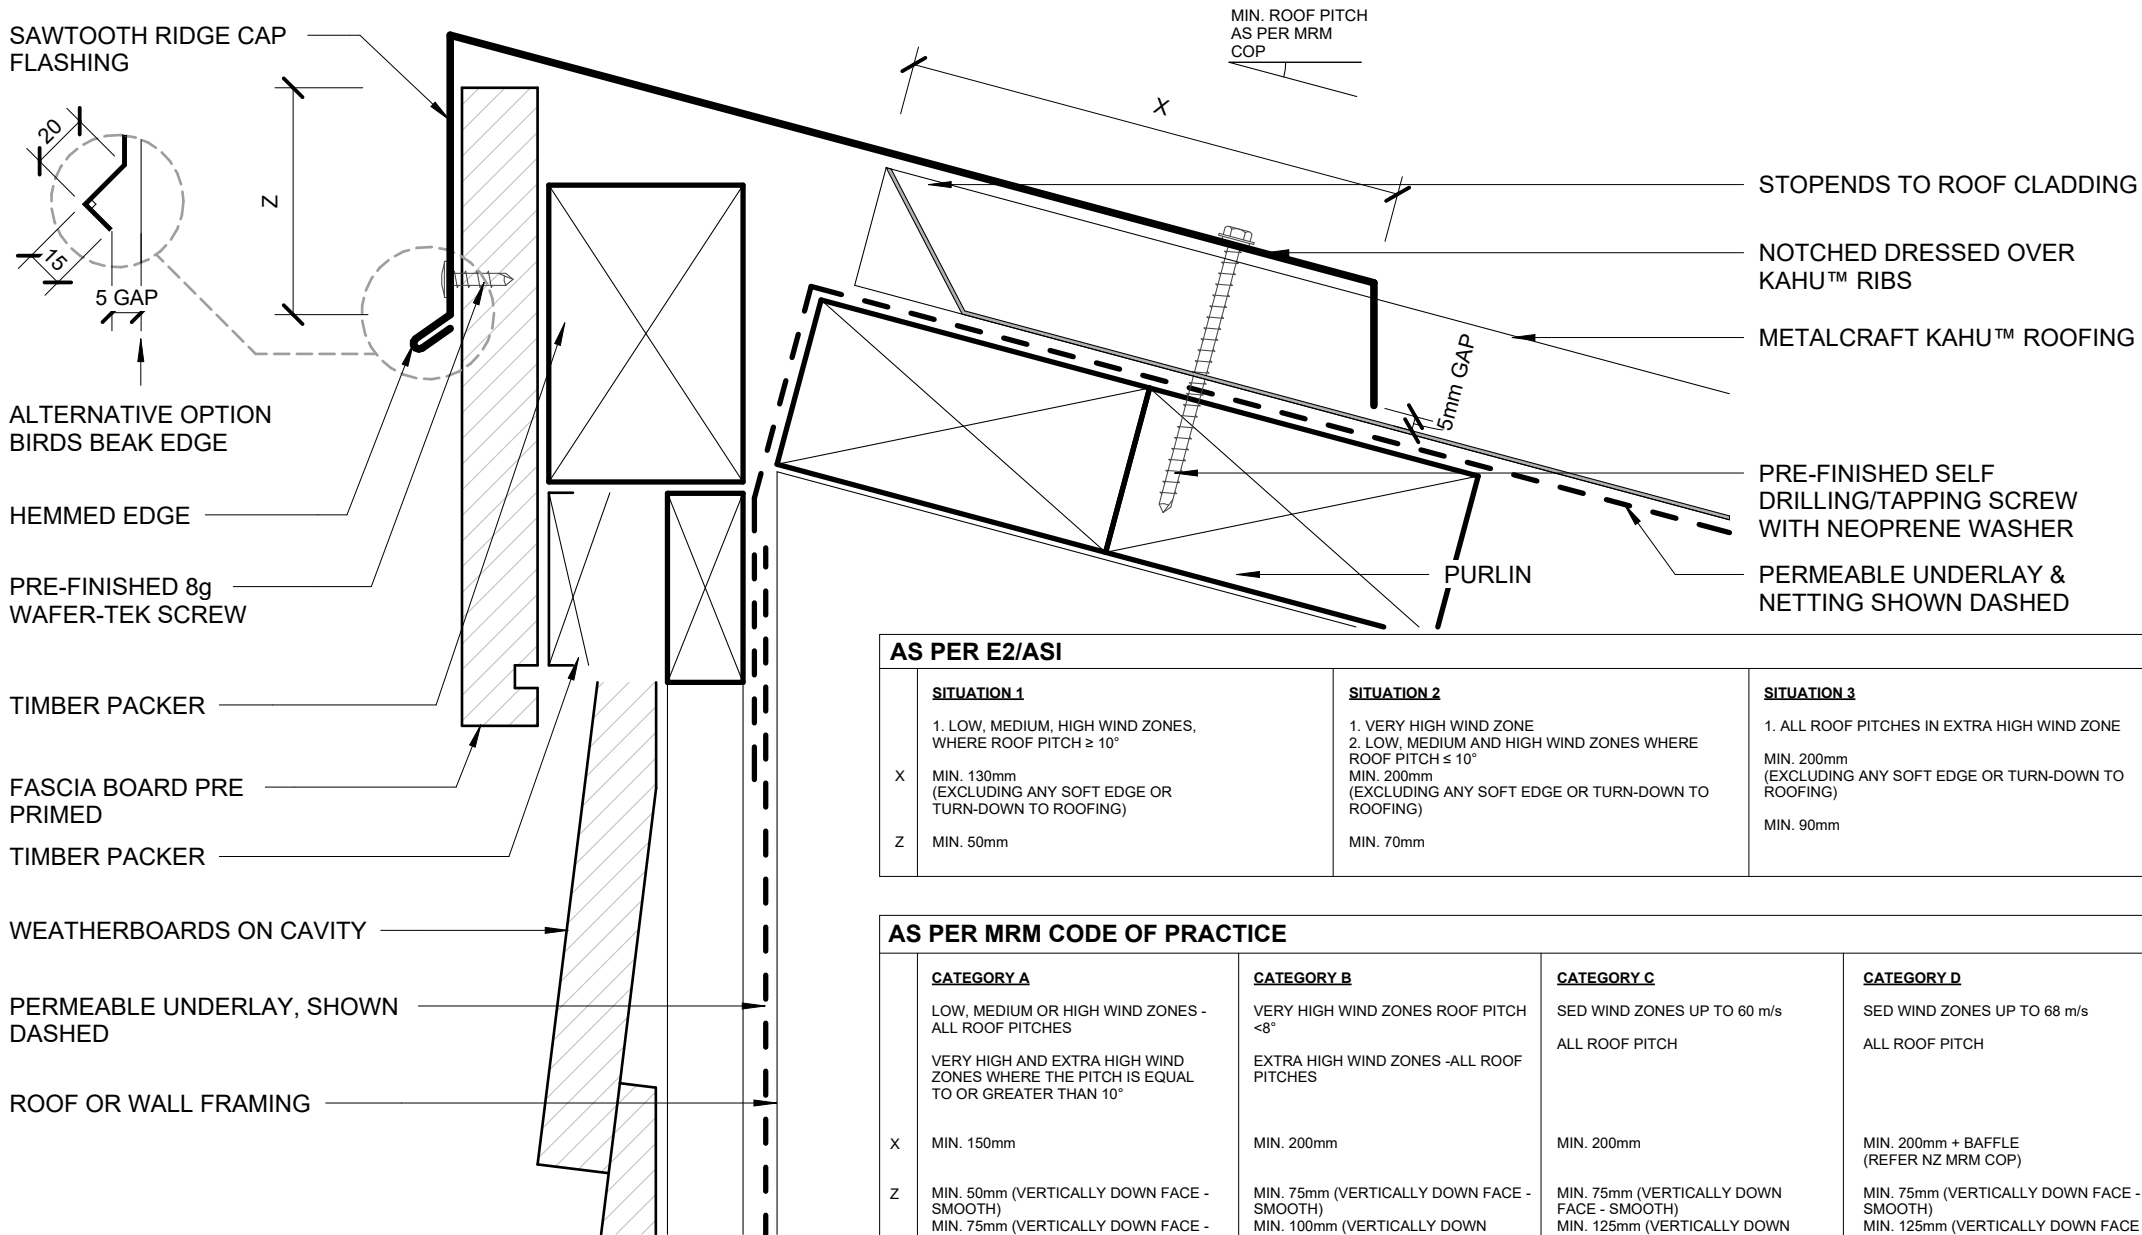 SAWTOOTH RIDGE CAP
FLASHING
MIN. ROOF PITCH
AS PER MRM
COP
X
20
15
Z
5 GAP
ALTERNATIVE OPTION
BIRDS BEAK EDGE
HEMMED EDGE
PRE-FINISHED 8g
WAFER-TEK SCREW
TIMBER PACKER
FASCIA BOARD PRE
PRIMED
TIMBER PACKER
WEATHERBOARDS ON CAVITY
PERMEABLE UNDERLAY, SHOWN
DASHED
ROOF OR WALL FRAMING
STOPENDS TO ROOF CLADDING
NOTCHED DRESSED OVER
KAHU™ RIBS
METALCRAFT KAHU™ ROOFING
5mm GAP
PRE-FINISHED SELF
DRILLING/TAPPING SCREW
WITH NEOPRENE WASHER
PURLIN
PERMEABLE UNDERLAY &
NETTING SHOWN DASHED
AS PER E2/ASI
SITUATION 1
1. LOW, MEDIUM, HIGH WIND ZONES,
WHERE ROOF PITCH ≥ 10°
X
MIN. 130mm
(EXCLUDING ANY SOFT EDGE OR
TURN-DOWN TO ROOFING)
Z
MIN. 50mm
SITUATION 2
1. VERY HIGH WIND ZONE
2. LOW, MEDIUM AND HIGH WIND ZONES WHERE
ROOF PITCH ≤ 10°
MIN. 200mm
(EXCLUDING ANY SOFT EDGE OR TURN-DOWN TO
ROOFING)
MIN. 70mm
SITUATION 3
1. ALL ROOF PITCHES IN EXTRA HIGH WIND ZONE
MIN. 200mm
(EXCLUDING ANY SOFT EDGE OR TURN-DOWN TO
ROOFING)
MIN. 90mm
AS PER MRM CODE OF PRACTICE
CATEGORY A
LOW, MEDIUM OR HIGH WIND ZONES -
ALL ROOF PITCHES
VERY HIGH AND EXTRA HIGH WIND
ZONES WHERE THE PITCH IS EQUAL
TO OR GREATER THAN 10°
X
MIN. 150mm
Z
MIN. 50mm (VERTICALLY DOWN FACE -
SMOOTH)
MIN. 75mm (VERTICALLY DOWN FACE -
CATEGORY B
VERY HIGH WIND ZONES ROOF PITCH
<8°
EXTRA HIGH WIND ZONES -ALL ROOF
PITCHES
MIN. 200mm
MIN. 75mm (VERTICALLY DOWN FACE -
SMOOTH)
MIN. 100mm (VERTICALLY DOWN
CATEGORY C
SED WIND ZONES UP TO 60 m/s
ALL ROOF PITCH
MIN. 200mm
MIN. 75mm (VERTICALLY DOWN
FACE - SMOOTH)
MIN. 125mm (VERTICALLY DOWN
CATEGORY D
SED WIND ZONES UP TO 68 m/s
ALL ROOF PITCH
MIN. 200mm + BAFFLE
(REFER NZ MRM COP)
MIN. 75mm (VERTICALLY DOWN FACE -
SMOOTH)
MIN. 125mm (VERTICALLY DOWN FACE